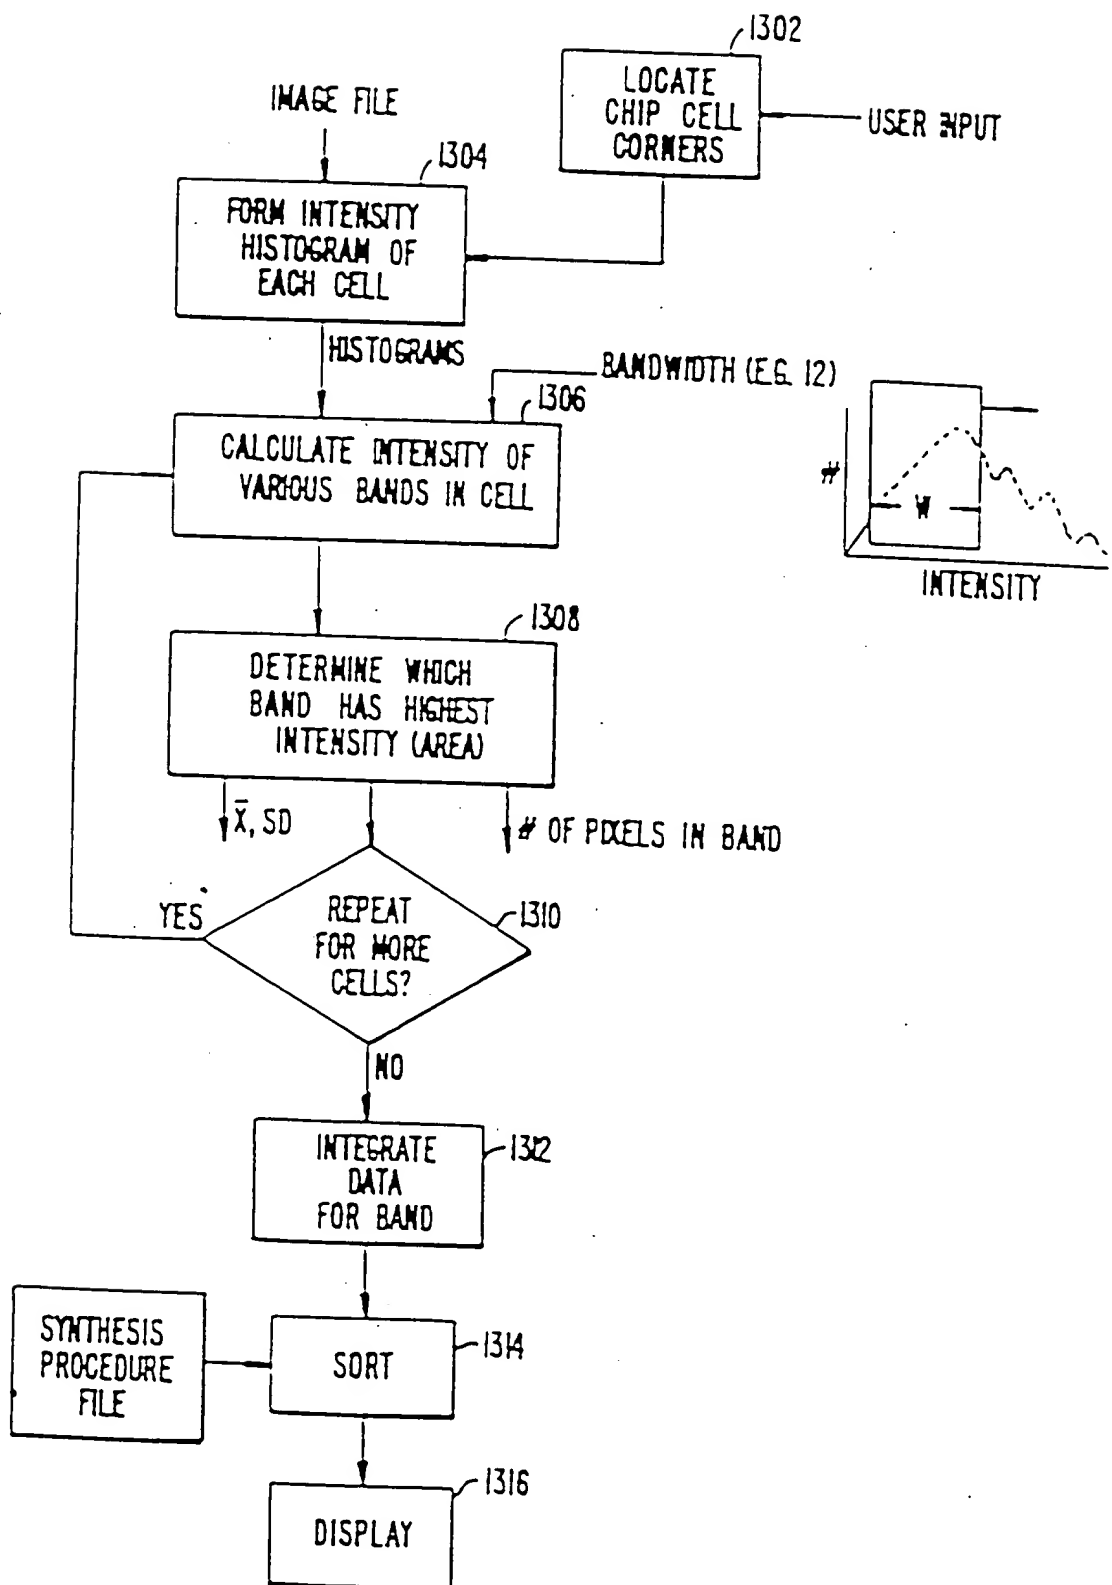 1302
LOCATE
CHIP CELL
CORNERS
USER INPUT
IMAGE FILE
1304
FORM INTENSITY
HISTOGRAM OF
EACH CELL
HISTOGRAMS
BANDWIDTH (E.G. 12)
1306
CALCULATE INTENSITY OF
VARIOUS BANDS IN CELL
#
W
INTENSITY
1308
DETERMINE WHICH
BAND HAS HIGHEST
INTENSITY (AREA)
X̄, SD
# OF PIXELS IN BAND
YES
REPEAT
FOR MORE
CELLS?
1310
NO
INTEGRATE
DATA
FOR BAND
1312
SYNTHESIS
PROCEDURE
FILE
SORT
1314
DISPLAY
1316